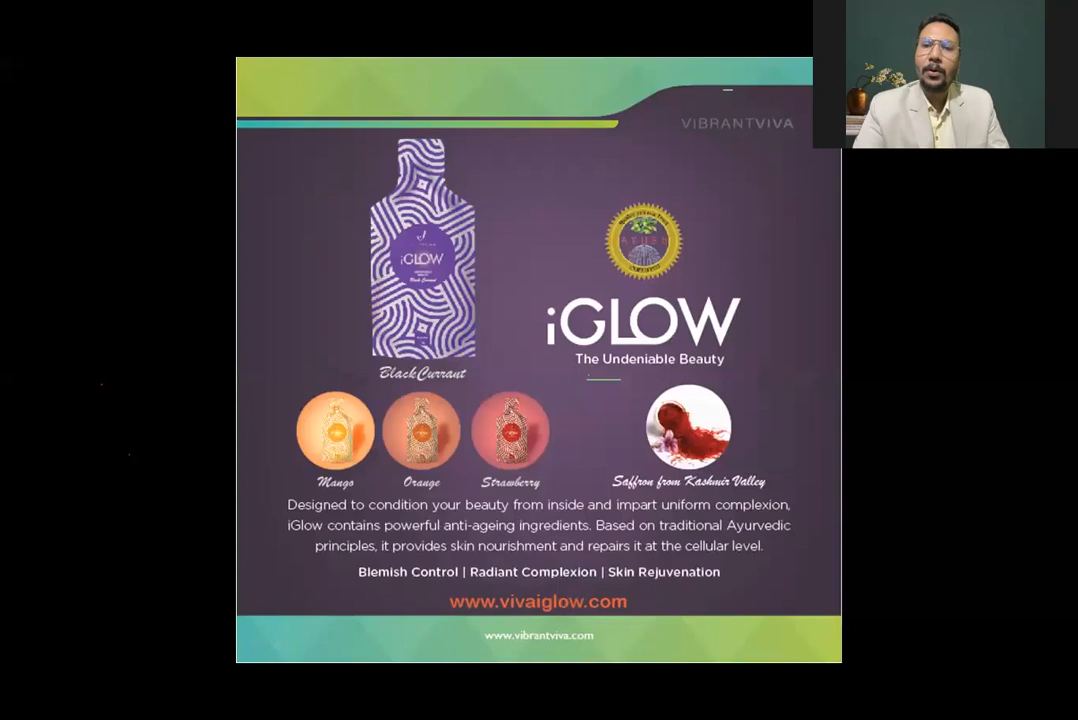 VIBRANTVIVA
iGLOW
Black Currant
AYUSH
iGLOW
The Undeniable Beauty
BlackCurrant
Mango
Orange
Strawberry
Saffron from Kashmir Valley
Designed to condition your beauty from inside and impart uniform complexion,
iGlow contains powerful anti-ageing ingredients. Based on traditional Ayurvedic
principles, it provides skin nourishment and repairs it at the cellular level.
Blemish Control | Radiant Complexion | Skin Rejuvenation
www.vivaiglow.com
www.vibrantviva.com